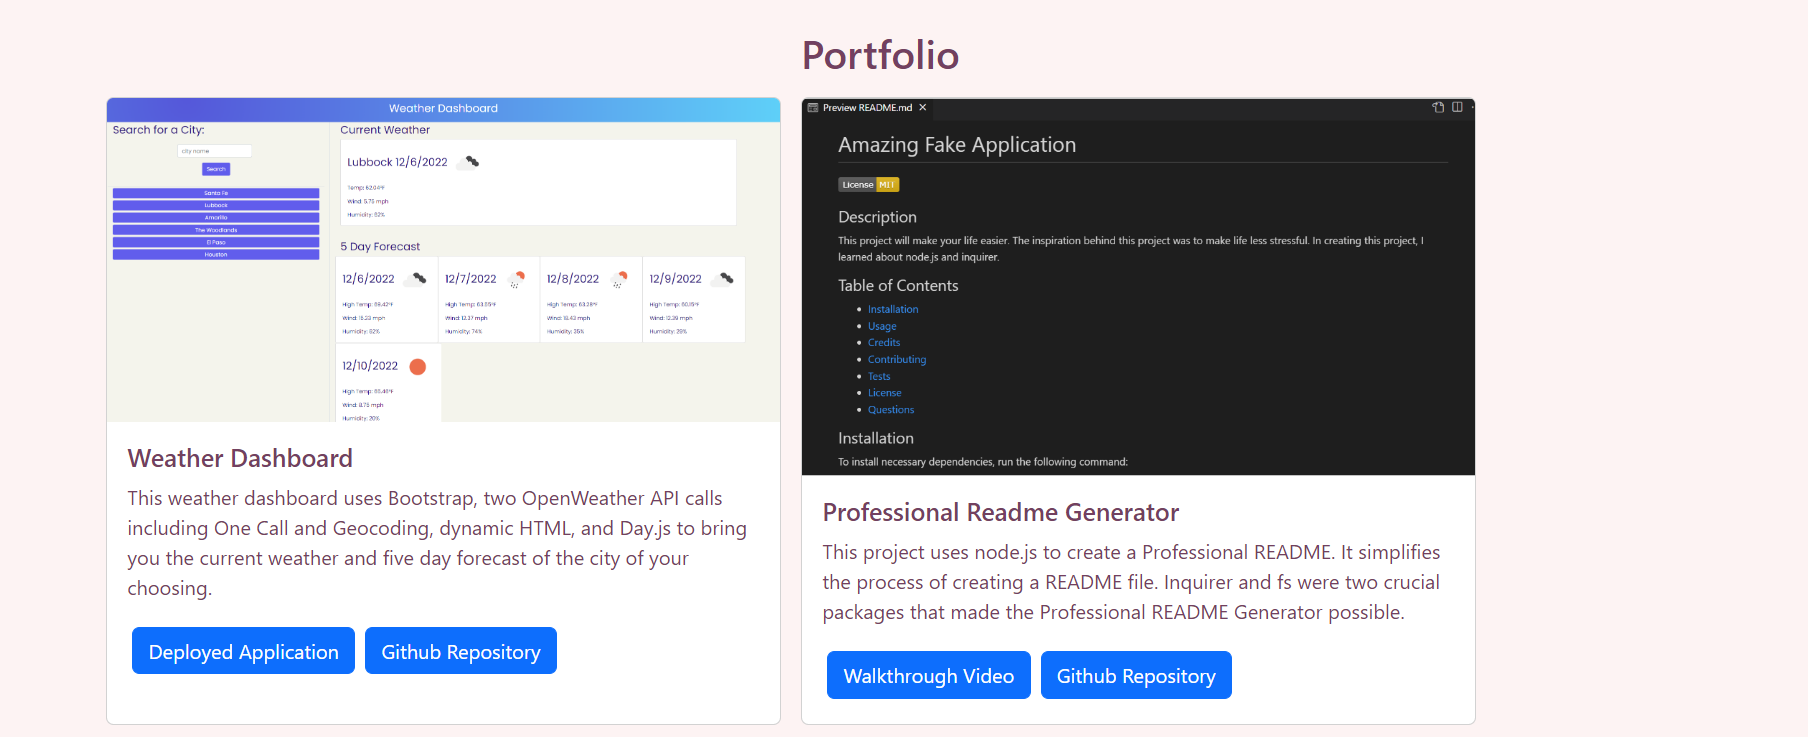 Portfolio
Weather Dashboard
Search for a City:
city name
Search
Santa Fe
Lubbock
Amarillo
The Woodlands
El Paso
Houston
Current Weather
Lubbock 12/6/2022
Temp: 62.04°F
Wind: 5.75 mph
Humidity: 82%
5 Day Forecast
12/6/2022
High Temp: 68.42°F
Wind: 15.23 mph
Humidity: 82%
12/7/2022
High Temp: 63.55°F
Wind: 12.37 mph
Humidity: 74%
12/8/2022
High Temp: 63.28°F
Wind: 18.43 mph
Humidity: 35%
12/9/2022
High Temp: 60.15°F
Wind: 12.39 mph
Humidity: 29%
12/10/2022
High Temp: 60.46°F
Wind: 8.75 mph
Humidity: 20%
Weather Dashboard
This weather dashboard uses Bootstrap, two OpenWeather API calls
including One Call and Geocoding, dynamic HTML, and Day.js to bring
you the current weather and five day forecast of the city of your
choosing.
Deployed Application
Github Repository
Preview README.md
Amazing Fake Application
License MIT
Description
This project will make your life easier. The inspiration behind this project was to make life less stressful. In creating this project, I
learned about node.js and inquirer.
Table of Contents
Installation
Usage
Credits
Contributing
Tests
License
Questions
Installation
To install necessary dependencies, run the following command:
Professional Readme Generator
This project uses node.js to create a Professional README. It simplifies
the process of creating a README file. Inquirer and fs were two crucial
packages that made the Professional README Generator possible.
Walkthrough Video
Github Repository